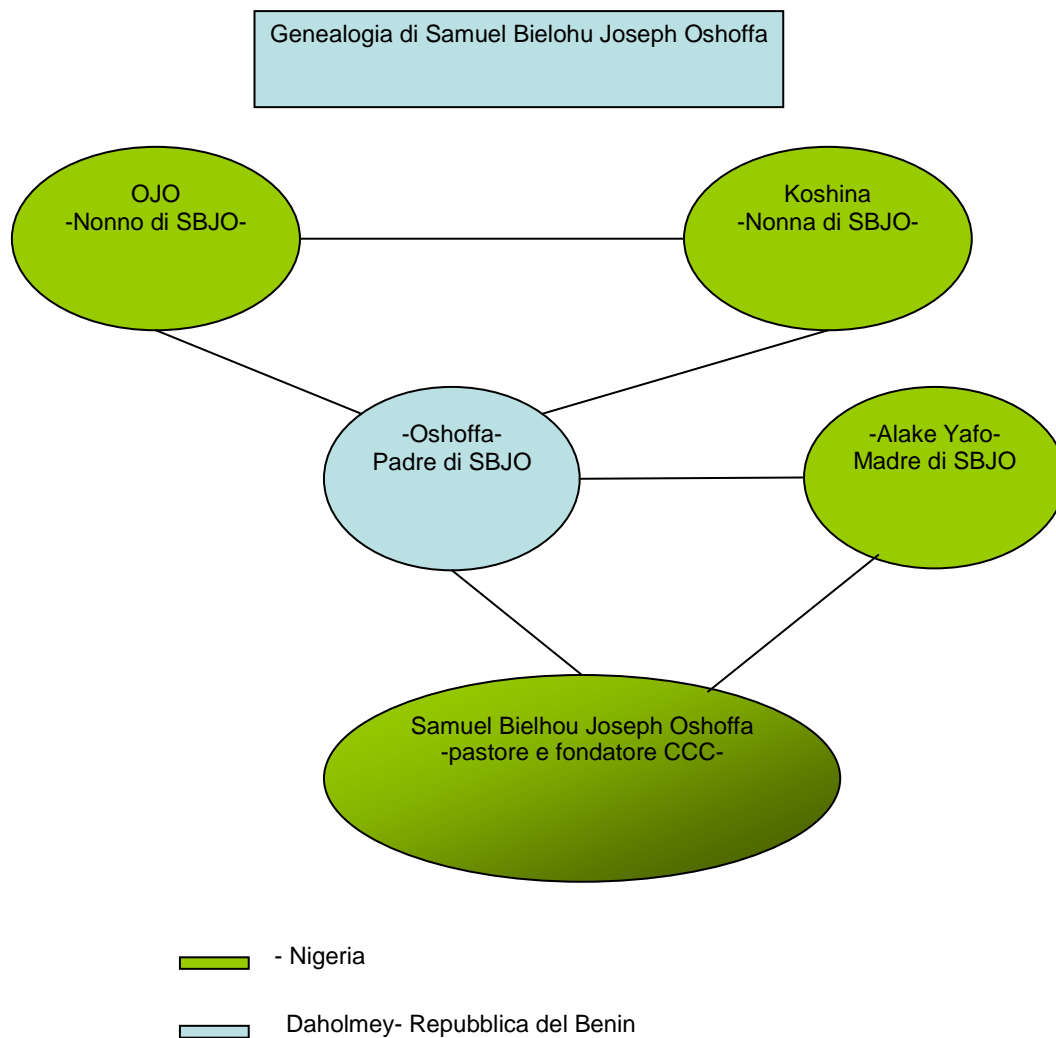 Genealogia di Samuel Bielohu Joseph Oshoffa
OJO
-Nonno di SBJO-
Koshina
-Nonna di SBJO-
-Oshoffa-
Padre di SBJO
-Alake Yafo-
Madre di SBJO
Samuel Bielhou Joseph Oshoffa
-pastore e fondatore CCC-
- Nigeria
Daholmey- Repubblica del Benin